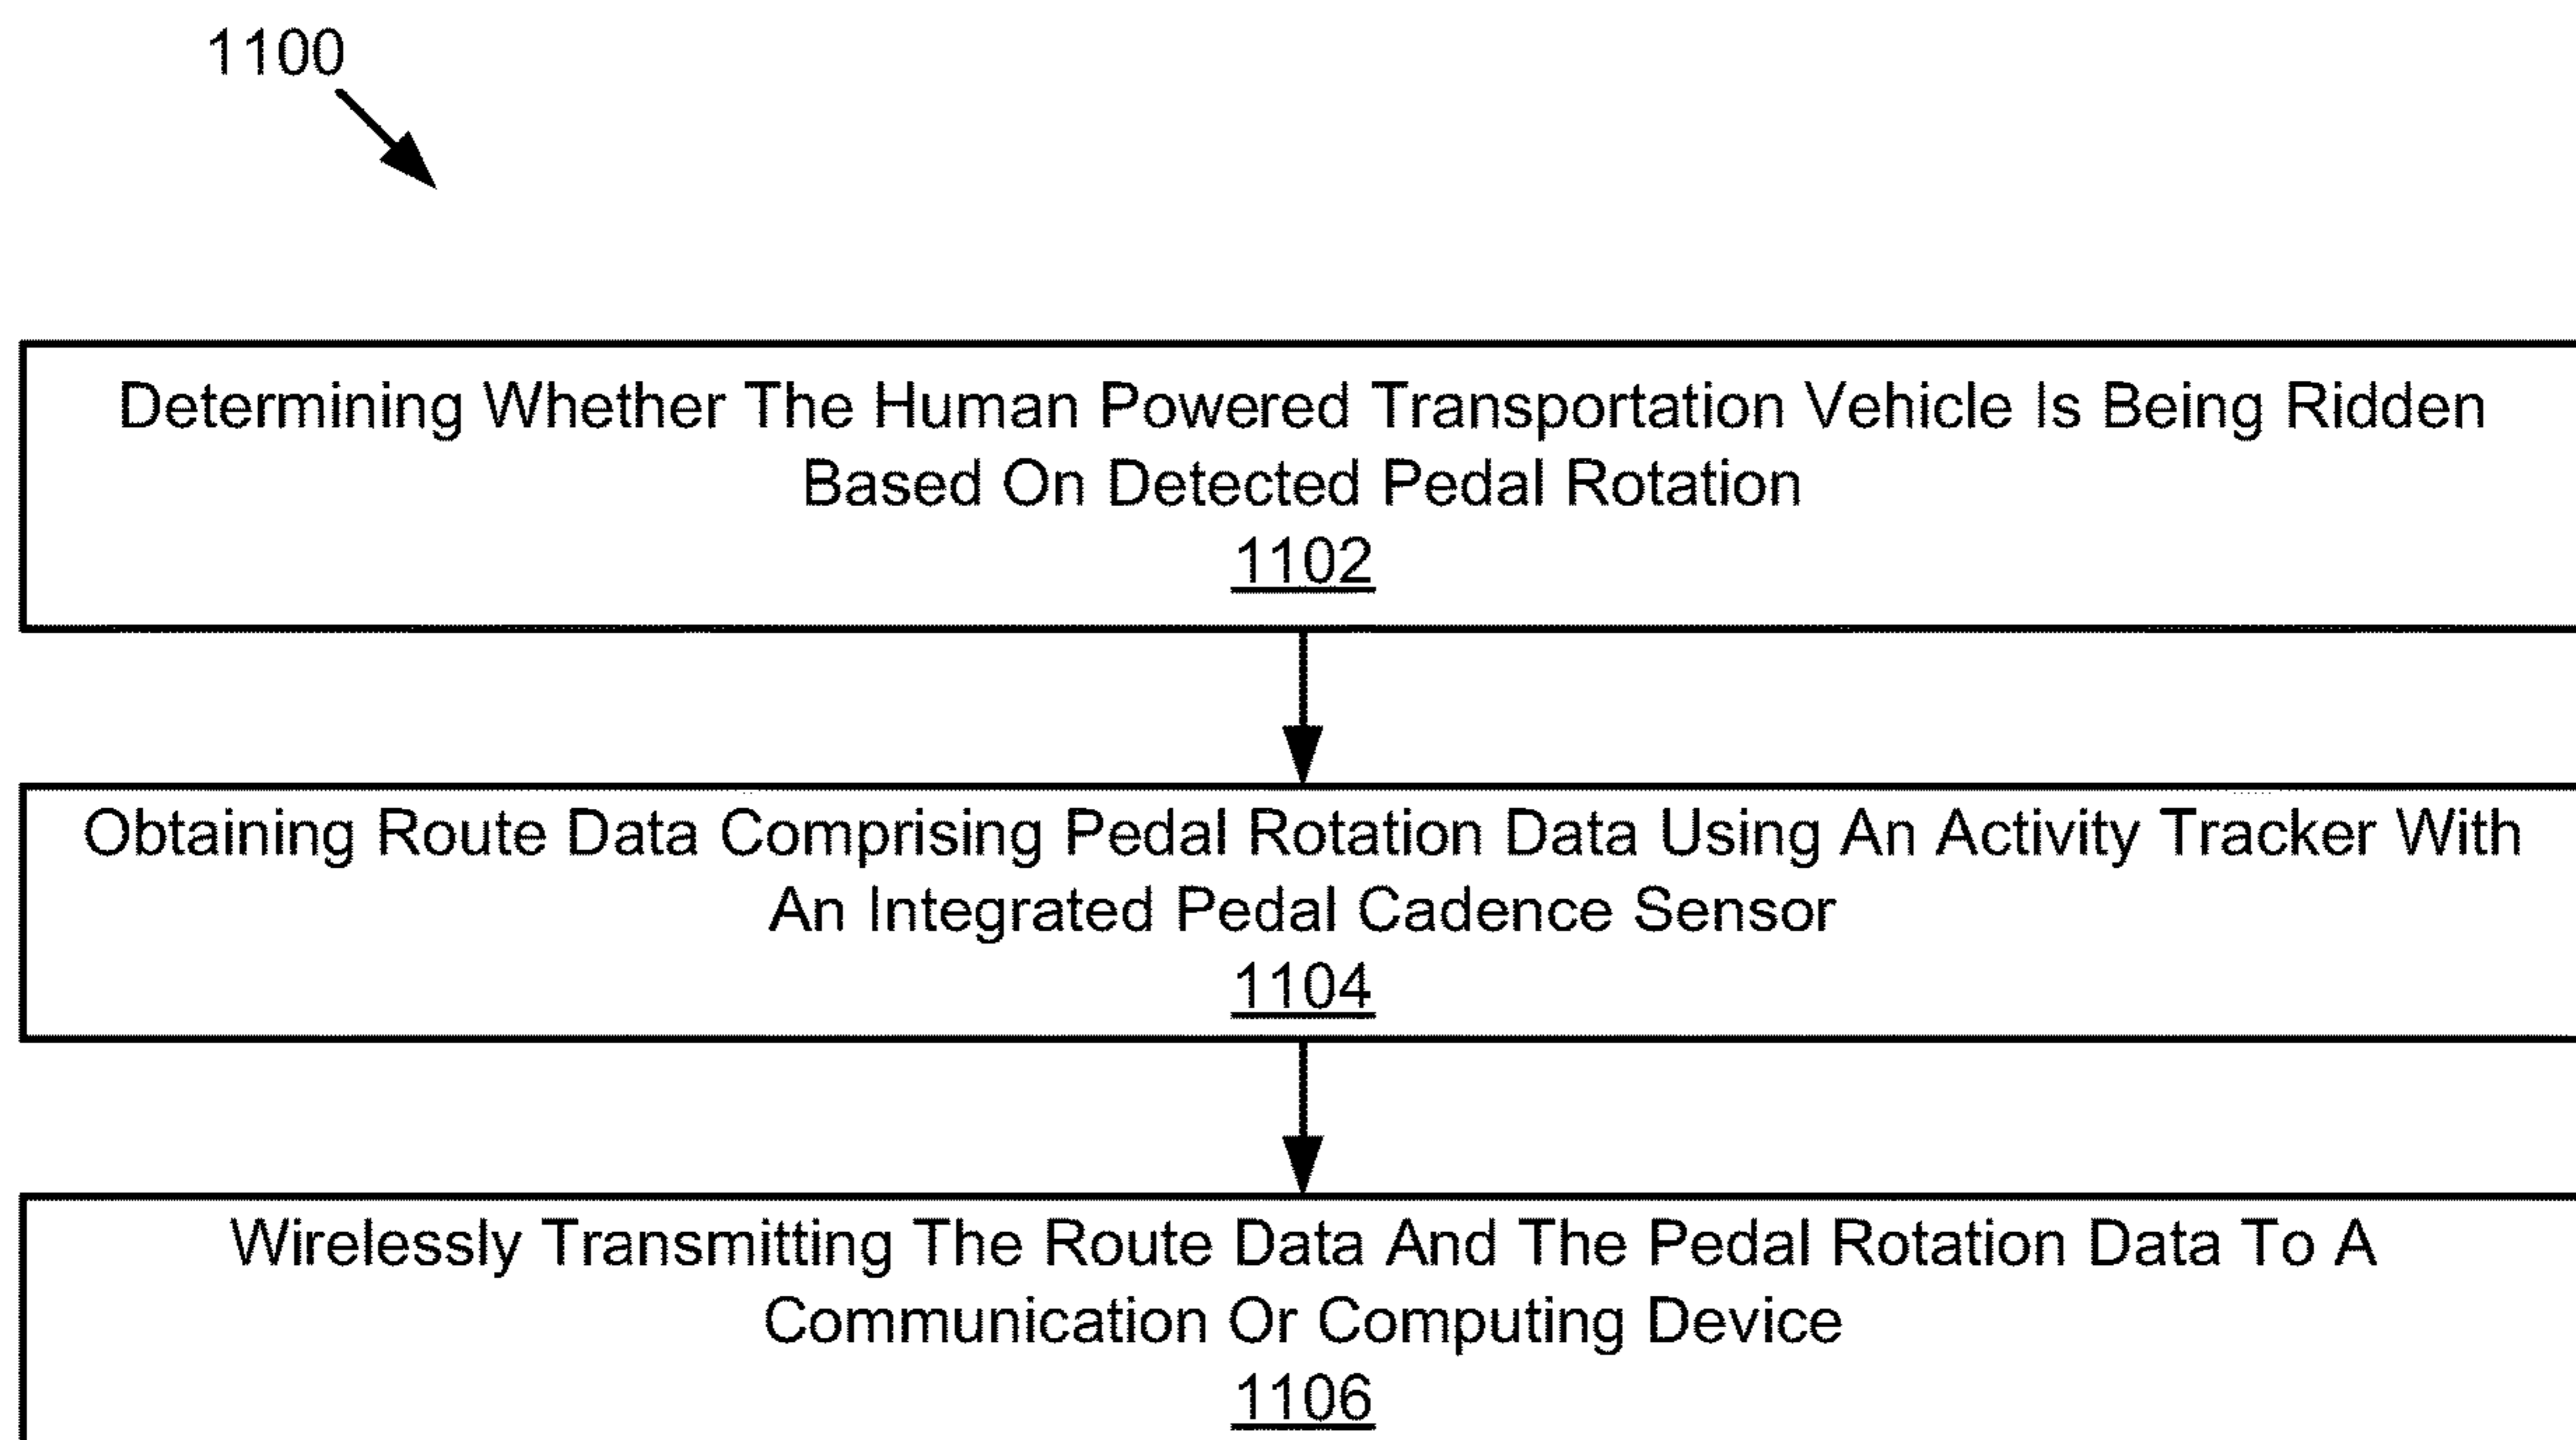 1100
Determining Whether The Human Powered Transportation Vehicle Is Being Ridden
Based On Detected Pedal Rotation
1102
Obtaining Route Data Comprising Pedal Rotation Data Using An Activity Tracker With
An Integrated Pedal Cadence Sensor
1104
Wirelessly Transmitting The Route Data And The Pedal Rotation Data To A
Communication Or Computing Device
1106